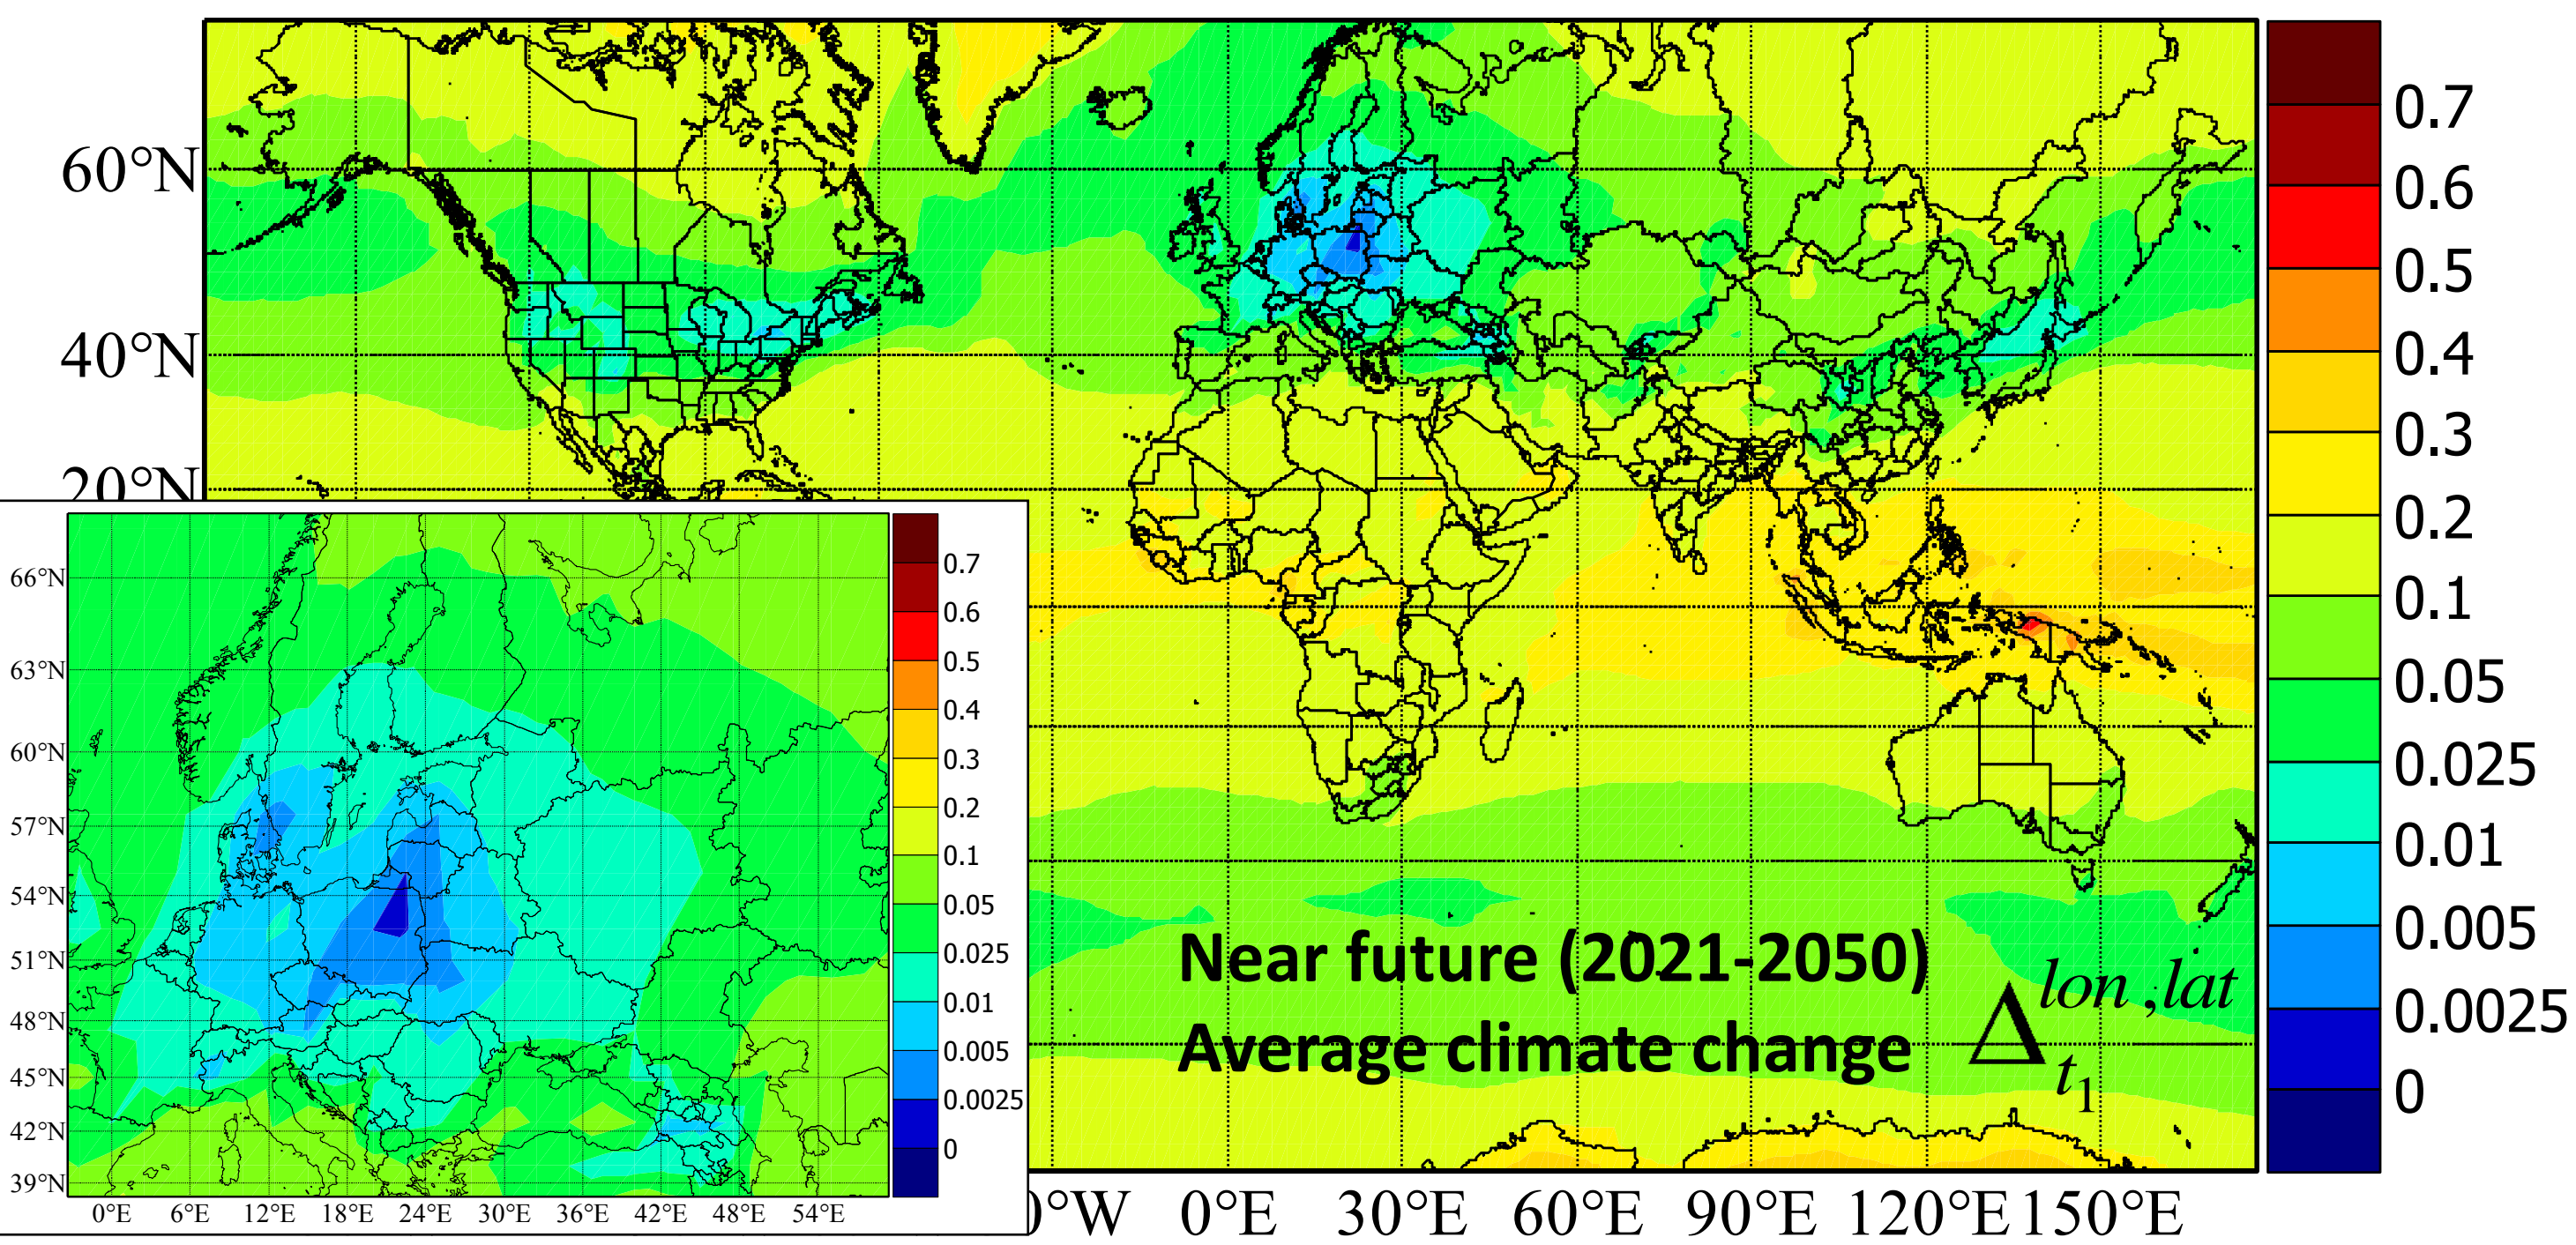 60°N
40°N
20°N
0.7
0.6
0.5
0.4
0.3
0.2
0.1
0.05
0.025
0.01
0.005
0.0025
0
66°N
63°N
60°N
57°N
54°N
51°N
48°N
45°N
42°N
39°N
0°E 6°E 12°E 18°E 24°E 30°E 36°E 42°E 48°E 54°E
0.7
0.6
0.5
0.4
0.3
0.2
0.1
0.05
0.025
0.01
0.005
0.0025
0
Near future (2021-2050)
Average climate change
Δ lon,lat t1
0°W 0°E 30°E 60°E 90°E 120°E 150°E